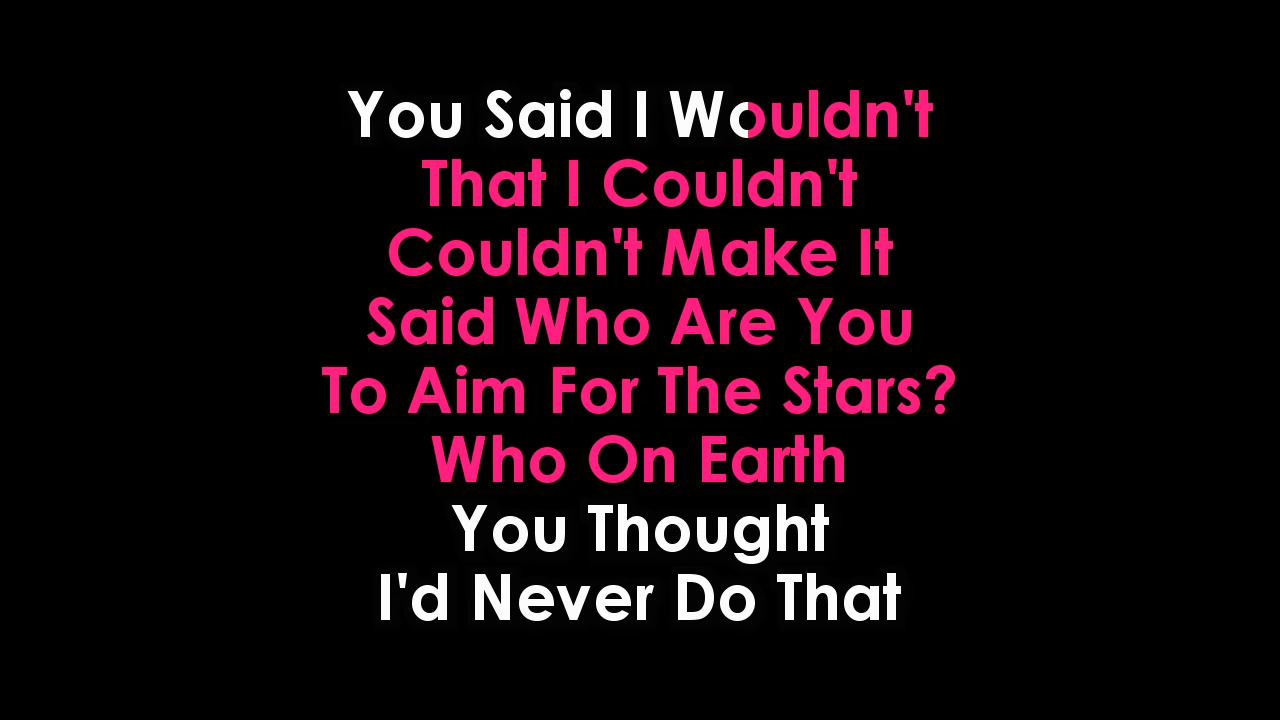 You Said I Wouldn't
That I Couldn't
Couldn't Make It
Said Who Are You
To Aim For The Stars?
Who On Earth
You Thought
I'd Never Do That